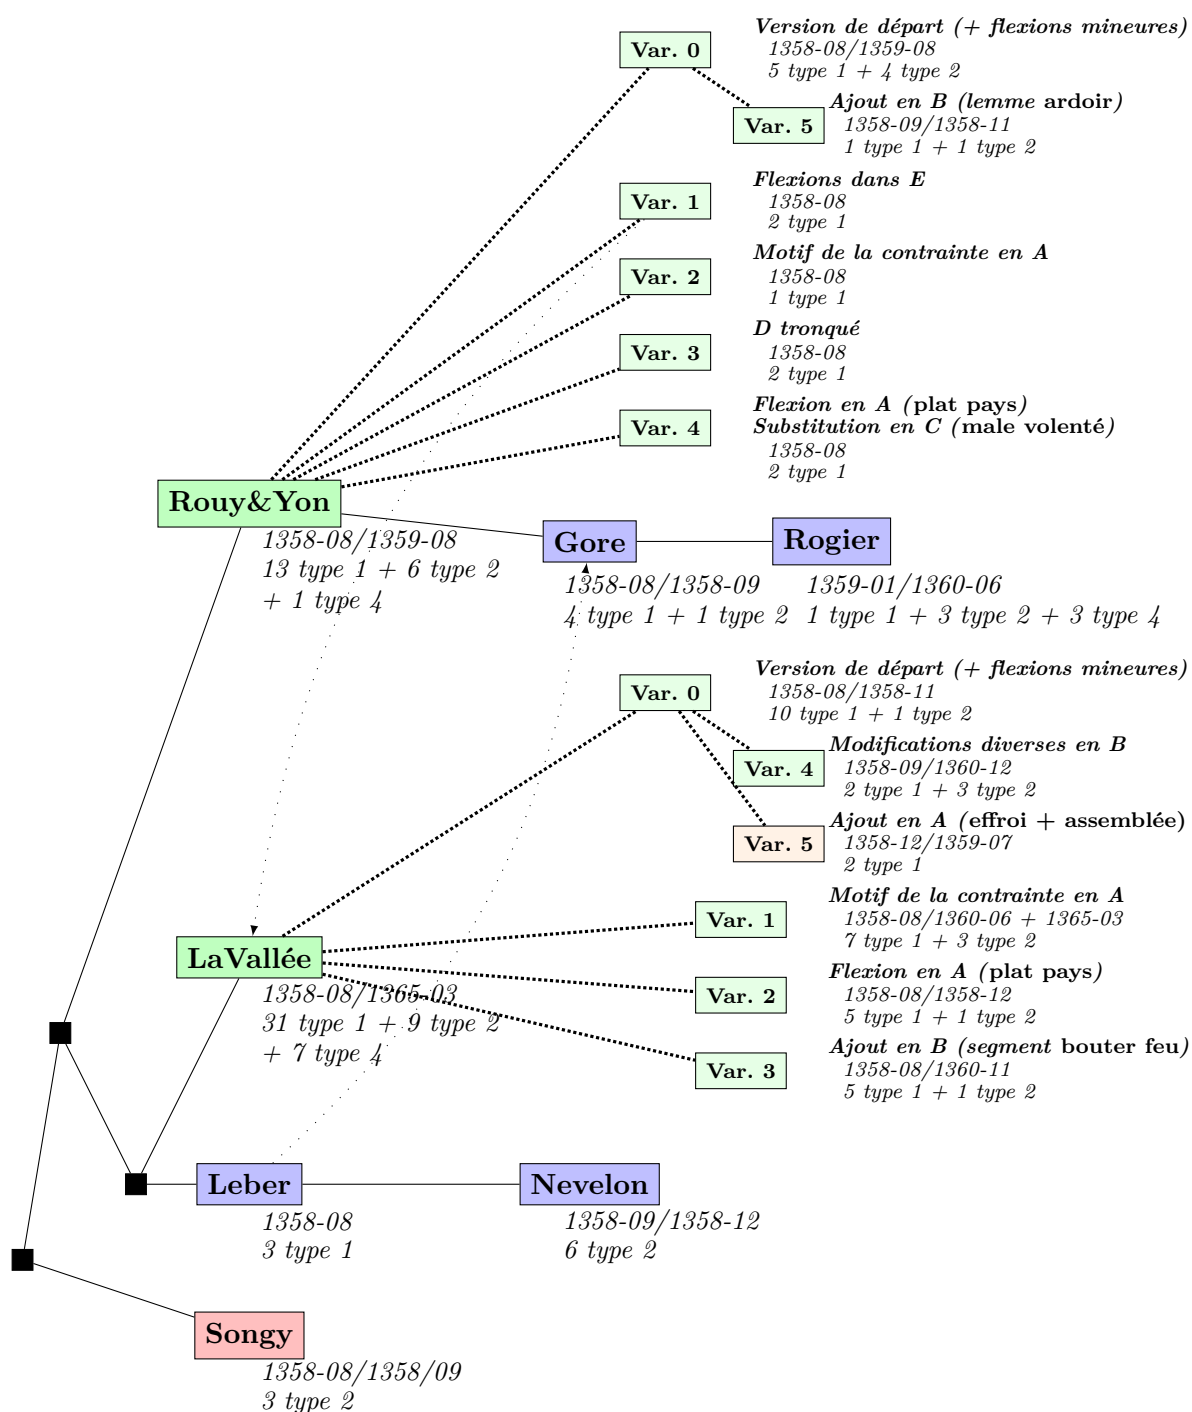 Var. 0
Version de départ (+ flexions mineures)
1358-08/1359-08
5 type 1 + 4 type 2
Var. 5
Ajout en B (lemme ardoir)
1358-09/1358-11
1 type 1 + 1 type 2
Var. 1
Flexions dans E
1358-08
2 type 1
Var. 2
Motif de la contrainte en A
1358-08
1 type 1
Var. 3
D tronqué
1358-08
2 type 1
Var. 4
Flexion en A (plat pays)
Substitution en C (male volenté)
1358-08
2 type 1
Rouy&Yon
1358-08/1359-08
13 type 1 + 6 type 2
+ 1 type 4
Gore
1358-08/1358-09
4 type 1 + 1 type 2
Rogier
1359-01/1360-06
1 type 1 + 3 type 2 + 3 type 4
Var. 0
Version de départ (+ flexions mineures)
1358-08/1358-11
10 type 1 + 1 type 2
Var. 4
Modifications diverses en B
1358-09/1360-12
2 type 1 + 3 type 2
Var. 5
Ajout en A (effroi + assemblée)
1358-12/1359-07
2 type 1
Var. 1
Motif de la contrainte en A
1358-08/1360-06 + 1365-03
7 type 1 + 3 type 2
LaVallée
1358-08/1365-03
31 type 1 + 9 type 2
+ 7 type 4
Var. 2
Flexion en A (plat pays)
1358-08/1358-12
5 type 1 + 1 type 2
Var. 3
Ajout en B (segment bouter feu)
1358-08/1360-11
5 type 1 + 1 type 2
Leber
1358-08
3 type 1
Nevelon
1358-09/1358-12
6 type 2
Songy
1358-08/1358/09
3 type 2